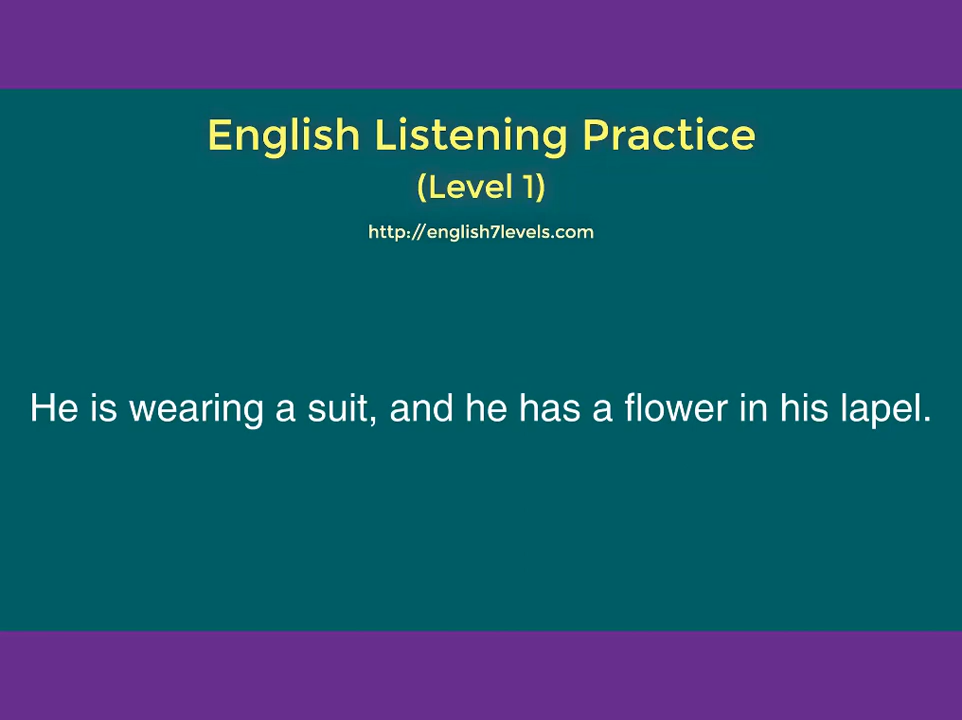 English Listening Practice
(Level 1)
http://english7levels.com
He is wearing a suit, and he has a flower in his lapel.